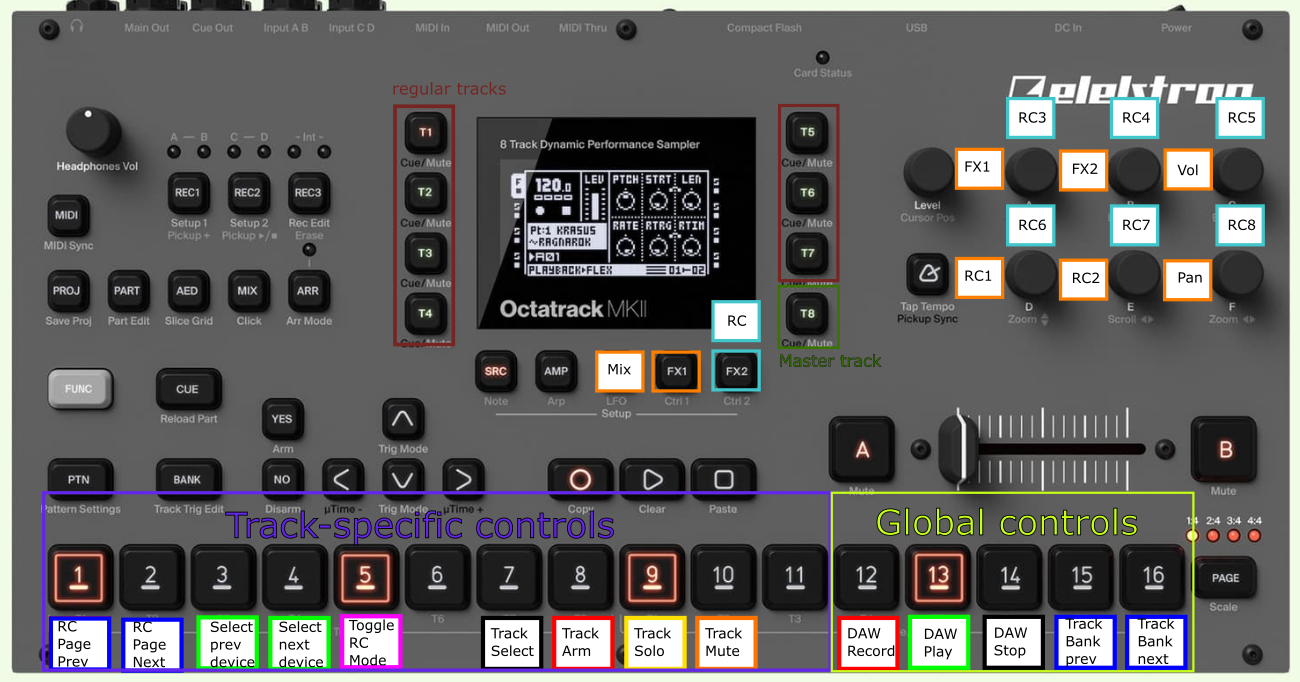 Main Out
Cue Out
Input A B
Input C D
MIDI In
MIDI Out
MIDI Thru
Compact Flash
USB
DC In
Power
Card Status
regular tracks
elektron
RC3
RC4
RC5
Headphones Vol
A — B
C — D
- Int -
T1
Cue/Mute
T2
Cue/Mute
T3
Cue/Mute
T4
Cue/Mute
8 Track Dynamic Performance Sampler
120.0
LEV
PTCH
STRT
LEN
RATE
RTRG
RTIM
PT:1 KRASUS
~RAGNAROK
A01
PLAYBACK▸FLEX
Octatrack MKII
T5
Cue/Mute
T6
Cue/Mute
T7
Cue/Mute
T8
Cue/Mute
Master track
FX1
FX2
Vol
Level
Cursor Pos
RC6
RC7
RC8
RC1
RC2
Pan
Tap Tempo
Pickup Sync
D
Zoom
E
Scroll
F
Zoom
MIDI
MIDI Sync
REC1
Setup 1
Pickup +
REC2
Setup 2
Pickup ▸/■
REC3
Rec Edit
Erase
PROJ
Save Proj
PART
Part Edit
AED
Slice Grid
MIX
Click
ARR
Arr Mode
RC
SRC
Note
AMP
Arp
Mix
LFO
FX1
Ctrl 1
FX2
Ctrl 2
Setup
FUNC
CUE
Reload Part
YES
Arm
Trig Mode
PTN
Pattern Settings
BANK
Track Trig Edit
NO
Disarm
µTime -
Trig Mode
µTime +
Copy
Clear
Paste
A
Mute
B
Mute
Track-specific controls
Global controls
1:4
2:4
3:4
4:4
1
2
3
4
5
6
7
8
9
10
11
12
13
14
15
16
PAGE
Scale
T6
T3
RC
Page
Prev
RC
Page
Next
Select
prev
device
Select
next
device
Toggle
RC
Mode
Track
Select
Track
Arm
Track
Solo
Track
Mute
DAW
Record
DAW
Play
DAW
Stop
Track
Bank
prev
Track
Bank
next